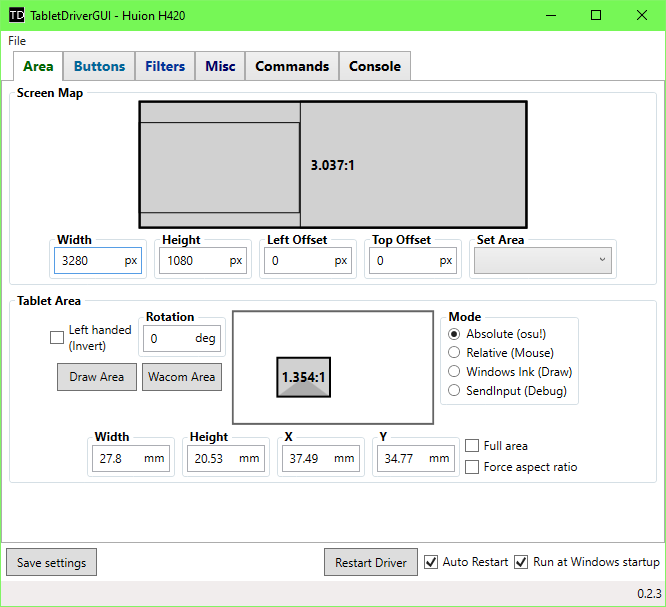 TD TabletDriverGUI - Huion H420
File
Area Buttons Filters Misc Commands Console
Screen Map
3.037:1
Width Height Left Offset Top Offset Set Area
3280 px 1080 px 0 px 0 px
Tablet Area
Left handed
(Invert)
Rotation
0 deg
Draw Area Wacom Area
1.354:1
Mode
Absolute (osu!)
Relative (Mouse)
Windows Ink (Draw)
SendInput (Debug)
Width Height X Y
27.8 mm 20.53 mm 37.49 mm 34.77 mm
Full area
Force aspect ratio
Save settings Restart Driver Auto Restart Run at Windows startup
0.2.3